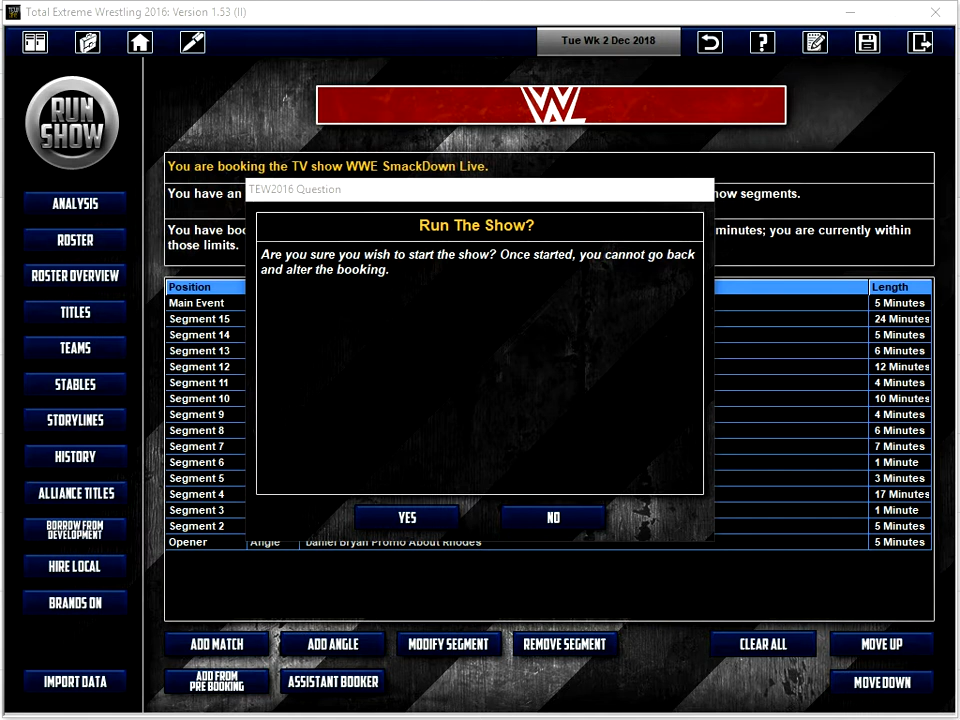 Total Extreme Wrestling 2016: Version 1.53 (II)
Tue Wk 2 Dec 2018
RUN
SHOW
You are booking the TV show WWE SmackDown Live.
You have an
ow segments.
You have boo
minutes; you are currently within
those limits.
TEW2016 Question
Run The Show?
Are you sure you wish to start the show? Once started, you cannot go back
and alter the booking.
YES
NO
ANALYSIS
ROSTER
ROSTER OVERVIEW
TITLES
TEAMS
STABLES
STORYLINES
HISTORY
ALLIANCE TITLES
BORROW FROM
DEVELOPMENT
HIRE LOCAL
BRANDS ON
IMPORT DATA
Position Length
Main Event 5 Minutes
Segment 15 24 Minutes
Segment 14 5 Minutes
Segment 13 6 Minutes
Segment 12 12 Minutes
Segment 11 4 Minutes
Segment 10 10 Minutes
Segment 9 4 Minutes
Segment 8 6 Minutes
Segment 7 7 Minutes
Segment 6 1 Minute
Segment 5 3 Minutes
Segment 4 17 Minutes
Segment 3 1 Minute
Segment 2 5 Minutes
Opener Angle Daniel Bryan Promo About Rhodes 5 Minutes
ADD MATCH
ADD ANGLE
MODIFY SEGMENT
REMOVE SEGMENT
CLEAR ALL
MOVE UP
ADD FROM
PRE BOOKING
ASSISTANT BOOKER
MOVE DOWN